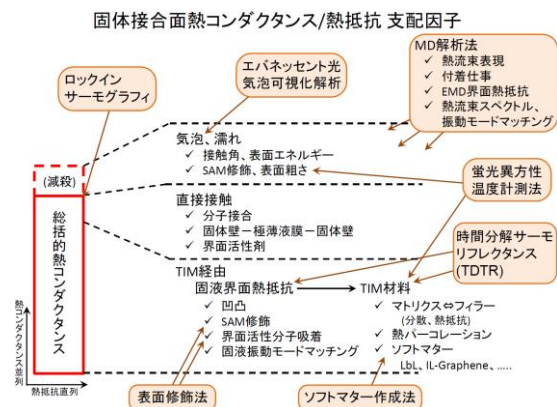 固体接合面熱コンダクタンス/熱抵抗 支配因子
ロックイン
サーモグラフィ
エバネッセント光
気泡可視化解析
MD解析法
✓ 熱流束表現
✓ 付着仕事
✓ EMD界面熱抵抗
✓ 熱流束スペクトル、
振動モードマッチング
気泡、濡れ
✓ 接触角、表面エネルギー
✓ SAM修飾、表面粗さ
(減殺)
総括的熱コンダクタンス
蛍光異方性
温度計測法
直接接触
✓ 分子接合
✓ 固体壁－極薄液膜－固体壁
✓ 界面活性剤
時間分解サーモ
リフレクタンス
(TDTR)
TIM経由
固液界面熱抵抗
✓ 凹凸
✓ SAM修飾
✓ 界面活性分子吸着
✓ 固液振動モードマッチング
TIM材料
✓ マトリクス⇔フィラー
(分散、熱抵抗)
✓ 熱パーコレーション
✓ ソフトマター
LbL、IL-Graphene、.....
熱コンダクタンス並列
熱抵抗直列
表面修飾法
ソフトマター作成法